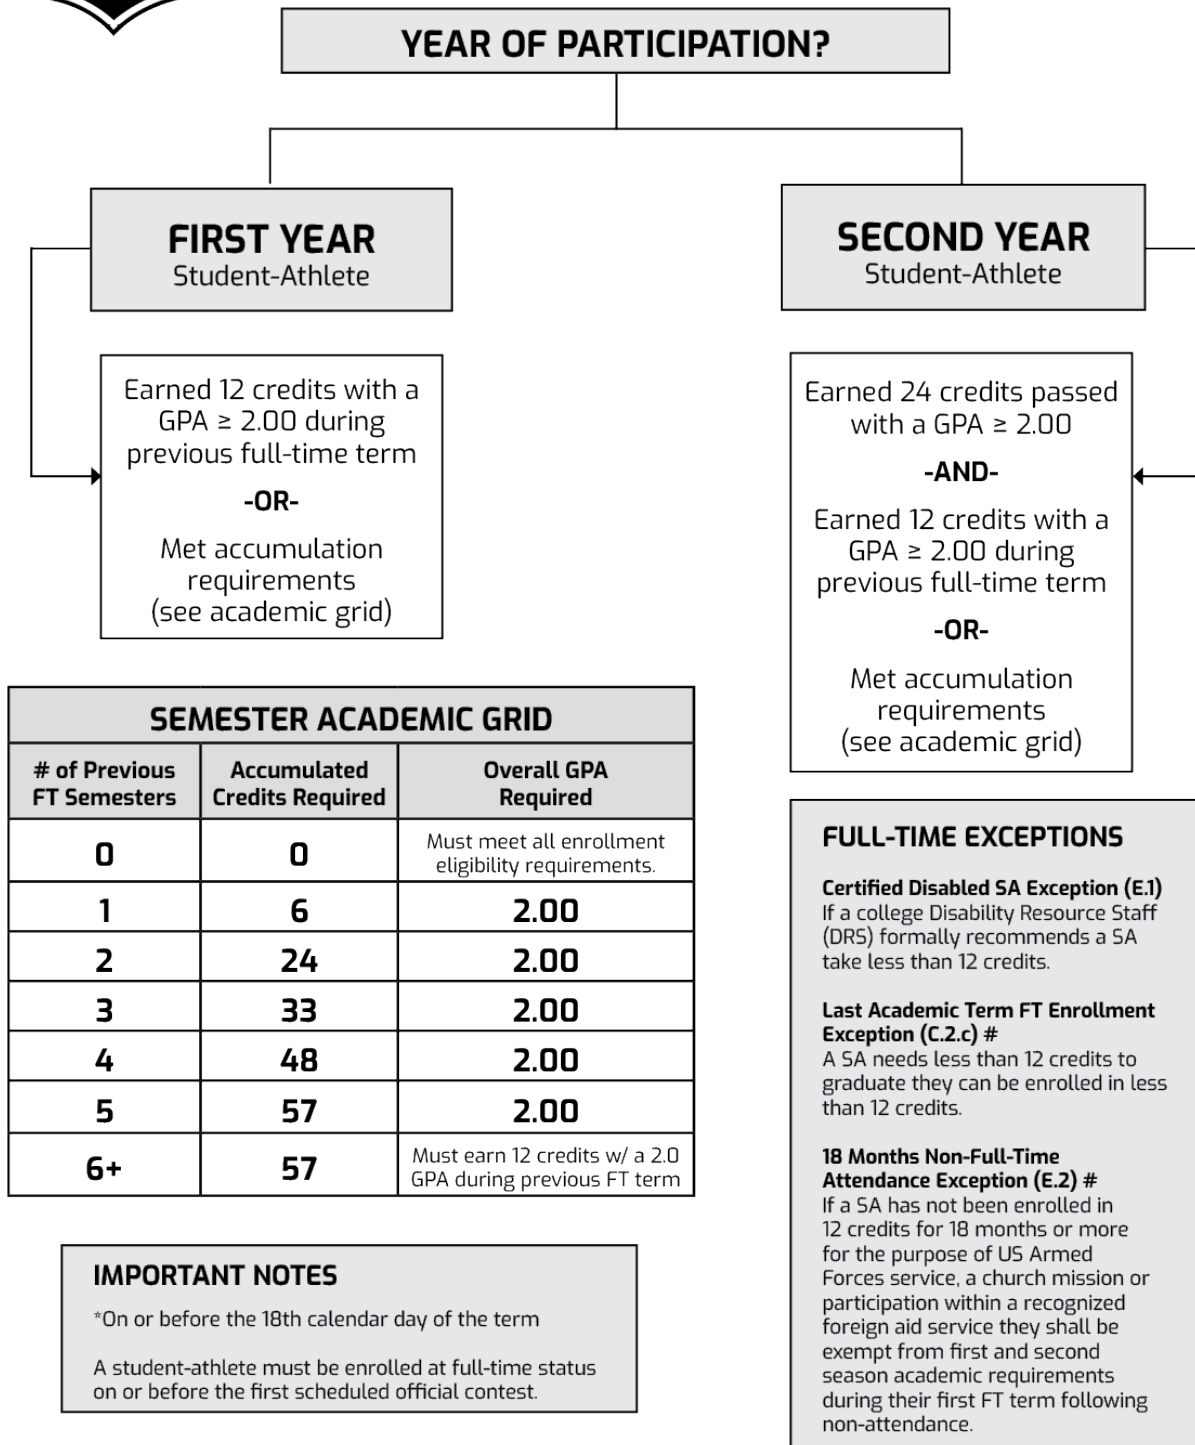 YEAR OF PARTICIPATION?
FIRST YEAR
Student-Athlete
Earned 12 credits with a
GPA ≥ 2.00 during
previous full-time term
-OR-
Met accumulation
requirements
(see academic grid)
SECOND YEAR
Student-Athlete
Earned 24 credits passed
with a GPA ≥ 2.00
-AND-
Earned 12 credits with a
GPA ≥ 2.00 during
previous full-time term
-OR-
Met accumulation
requirements
(see academic grid)
SEMESTER ACADEMIC GRID
# of Previous FT Semesters | Accumulated Credits Required | Overall GPA Required
0 | 0 | Must meet all enrollment eligibility requirements.
1 | 6 | 2.00
2 | 24 | 2.00
3 | 33 | 2.00
4 | 48 | 2.00
5 | 57 | 2.00
6+ | 57 | Must earn 12 credits w/ a 2.0 GPA during previous FT term
IMPORTANT NOTES
*On or before the 18th calendar day of the term
A student-athlete must be enrolled at full-time status
on or before the first scheduled official contest.
FULL-TIME EXCEPTIONS
Certified Disabled SA Exception (E.1)
If a college Disability Resource Staff
(DRS) formally recommends a SA
take less than 12 credits.
Last Academic Term FT Enrollment
Exception (C.2.c) #
A SA needs less than 12 credits to
graduate they can be enrolled in less
than 12 credits.
18 Months Non-Full-Time
Attendance Exception (E.2) #
If a SA has not been enrolled in
12 credits for 18 months or more
for the purpose of US Armed
Forces service, a church mission or
participation within a recognized
foreign aid service they shall be
exempt from first and second
season academic requirements
during their first FT term following
non-attendance.